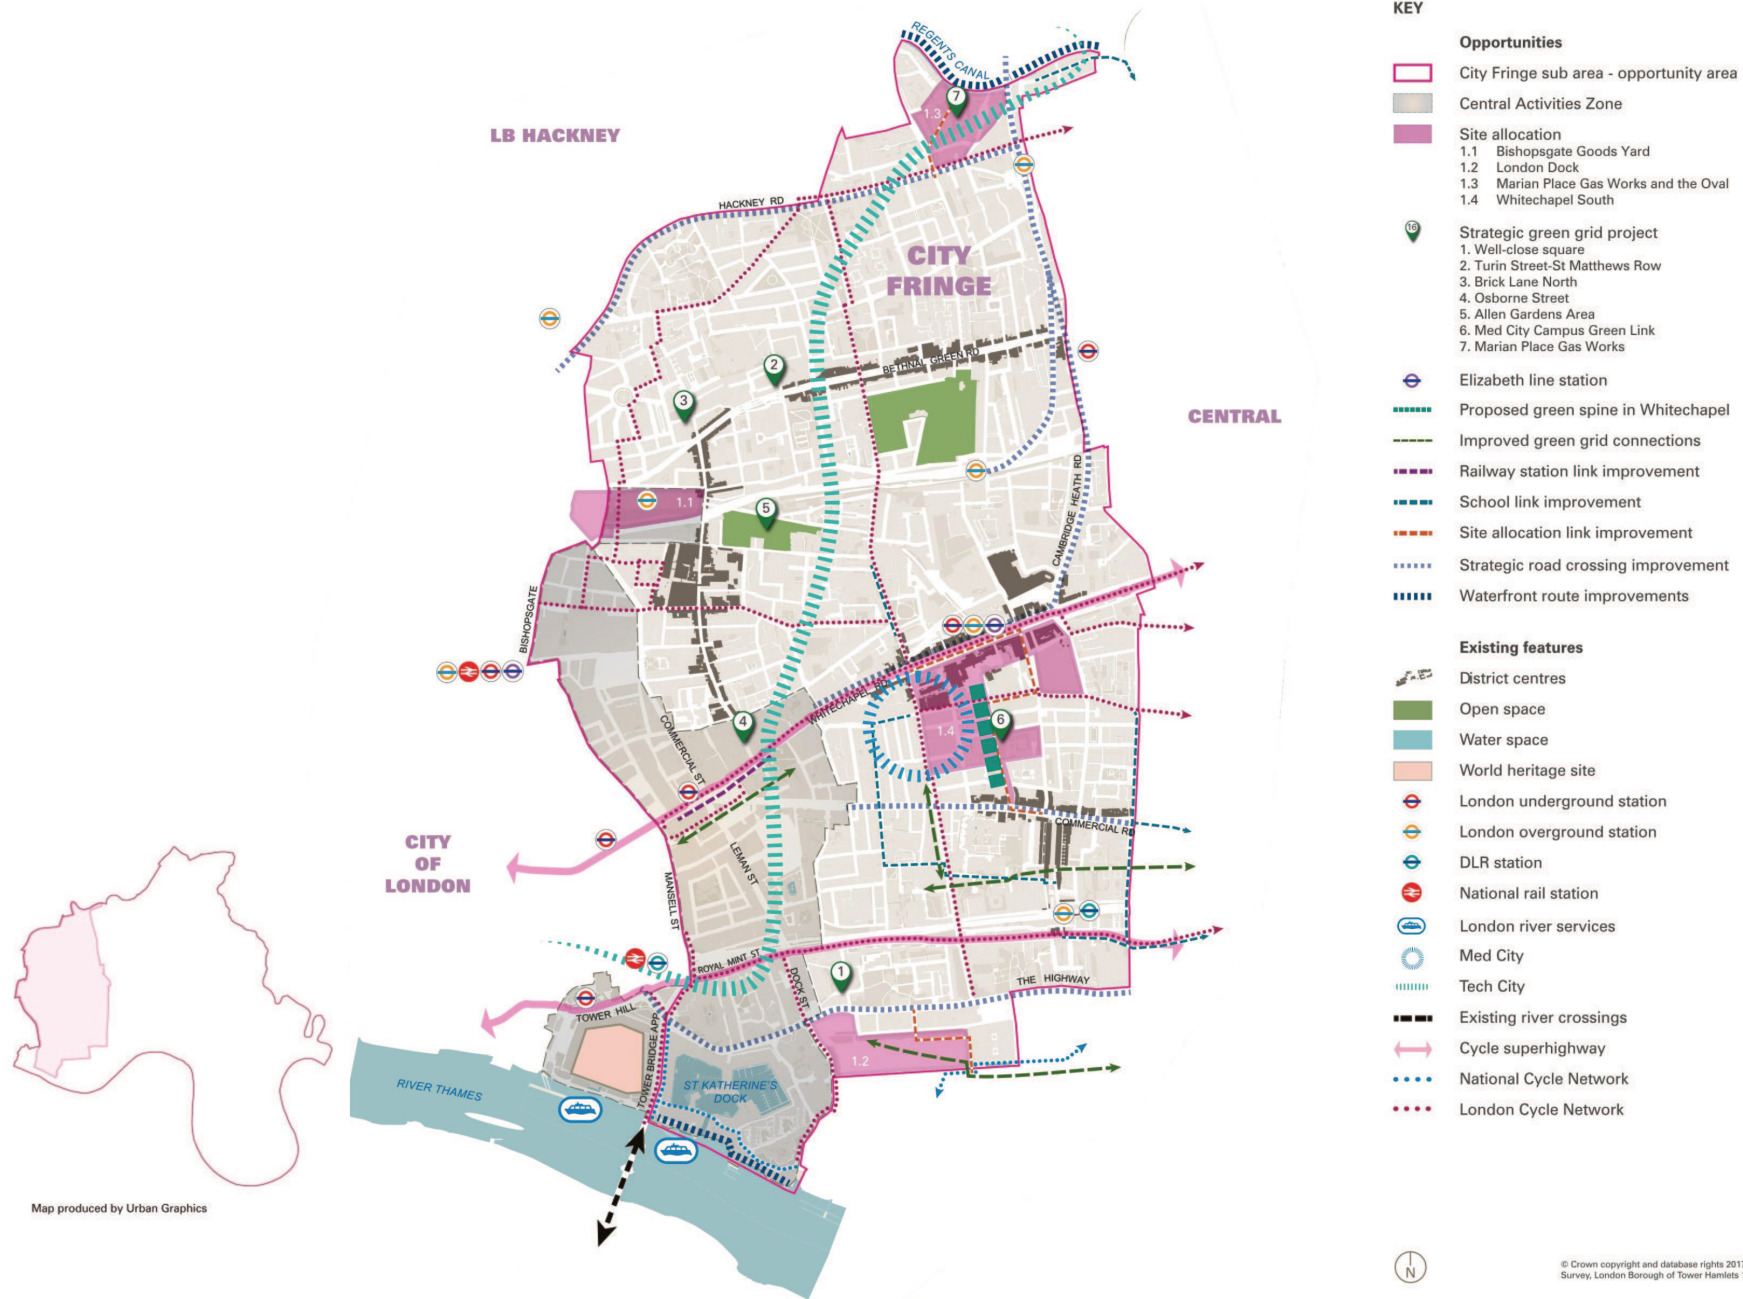 REGENTS CANAL
7
1.3
LB HACKNEY
HACKNEY RD
CITY
FRINGE
2
BETHNAL GREEN RD
3
CENTRAL
1.1
5
CAMBRIDGE HEATH RD
BISHOPSGATE
WHITECHAPEL RD
4
COMMERCIAL ST
1.4
6
COMMERCIAL RD
CITY
OF
LONDON
LEMAN ST
MANSELL ST
ROYAL MINT ST
DOCK ST
1
THE HIGHWAY
TOWER HILL
TOWER BRIDGE APP
1.2
RIVER THAMES
ST KATHERINE'S
DOCK
Map produced by Urban Graphics
KEY
Opportunities
City Fringe sub area - opportunity area
Central Activities Zone
Site allocation
1.1 Bishopsgate Goods Yard
1.2 London Dock
1.3 Marian Place Gas Works and the Oval
1.4 Whitechapel South
16
Strategic green grid project
1. Well-close square
2. Turin Street-St Matthews Row
3. Brick Lane North
4. Osborne Street
5. Allen Gardens Area
6. Med City Campus Green Link
7. Marian Place Gas Works
Elizabeth line station
Proposed green spine in Whitechapel
Improved green grid connections
Railway station link improvement
School link improvement
Site allocation link improvement
Strategic road crossing improvement
Waterfront route improvements
Existing features
District centres
Open space
Water space
World heritage site
London underground station
London overground station
DLR station
National rail station
London river services
Med City
Tech City
Existing river crossings
Cycle superhighway
National Cycle Network
London Cycle Network
N
© Crown copyright and database rights 2017
Survey, London Borough of Tower Hamlets